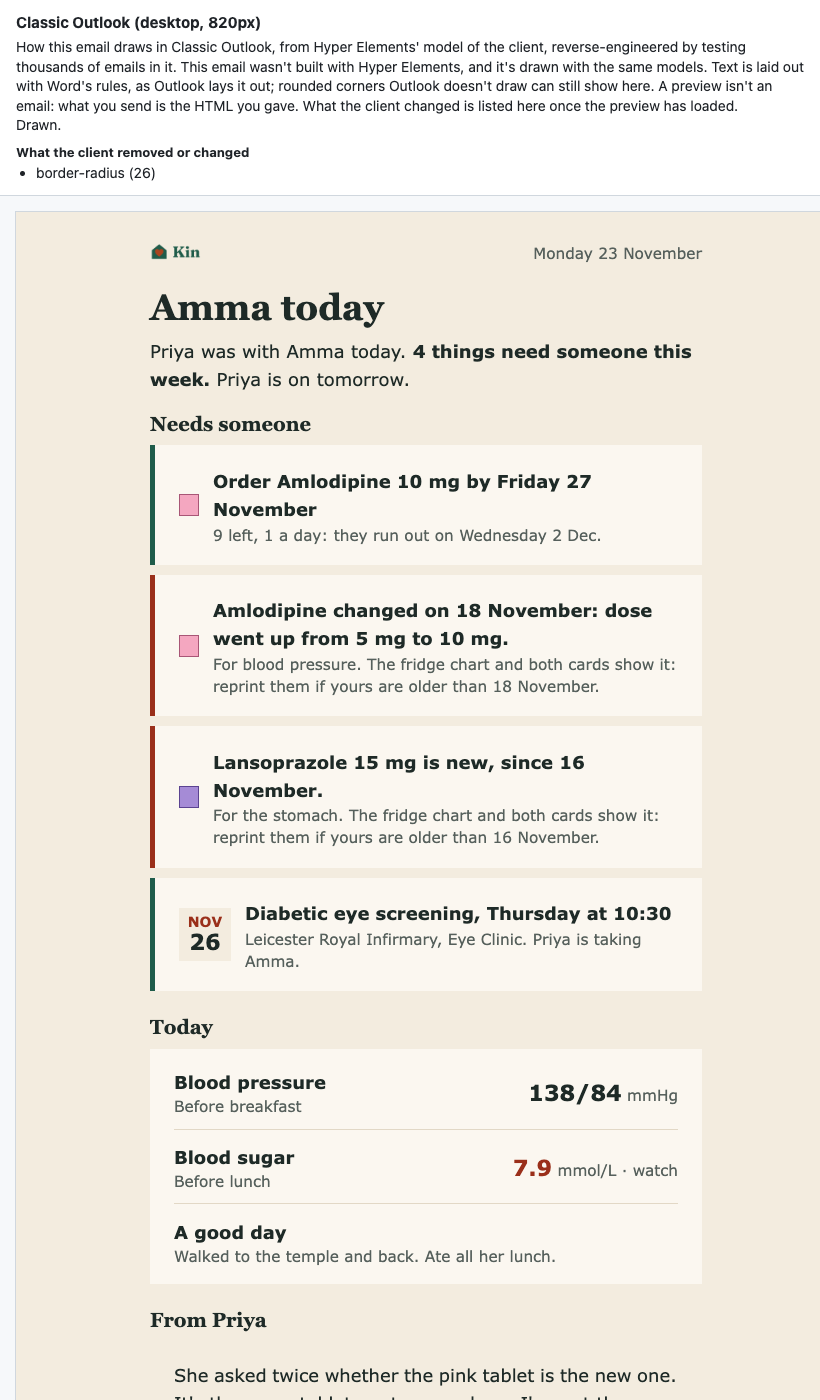 Classic Outlook (desktop, 820px)
How this email draws in Classic Outlook, from Hyper Elements' model of the client, reverse-engineered by testing
thousands of emails in it. This email wasn't built with Hyper Elements, and it's drawn with the same models. Text is laid out
with Word's rules, as Outlook lays it out; rounded corners Outlook doesn't draw can still show here. A preview isn't an
email: what you send is the HTML you gave. What the client changed is listed here once the preview has loaded.
Drawn.
What the client removed or changed
• border-radius (26)
Kin
Monday 23 November
Amma today
Priya was with Amma today. 4 things need someone this
week. Priya is on tomorrow.
Needs someone
Order Amlodipine 10 mg by Friday 27
November
9 left, 1 a day: they run out on Wednesday 2 Dec.
Amlodipine changed on 18 November: dose
went up from 5 mg to 10 mg.
For blood pressure. The fridge chart and both cards show it:
reprint them if yours are older than 18 November.
Lansoprazole 15 mg is new, since 16
November.
For the stomach. The fridge chart and both cards show it:
reprint them if yours are older than 16 November.
NOV
26
Diabetic eye screening, Thursday at 10:30
Leicester Royal Infirmary, Eye Clinic. Priya is taking
Amma.
Today
Blood pressure
Before breakfast
138/84 mmHg
Blood sugar
Before lunch
7.9 mmol/L · watch
A good day
Walked to the temple and back. Ate all her lunch.
From Priya
She asked twice whether the pink tablet is the new one.